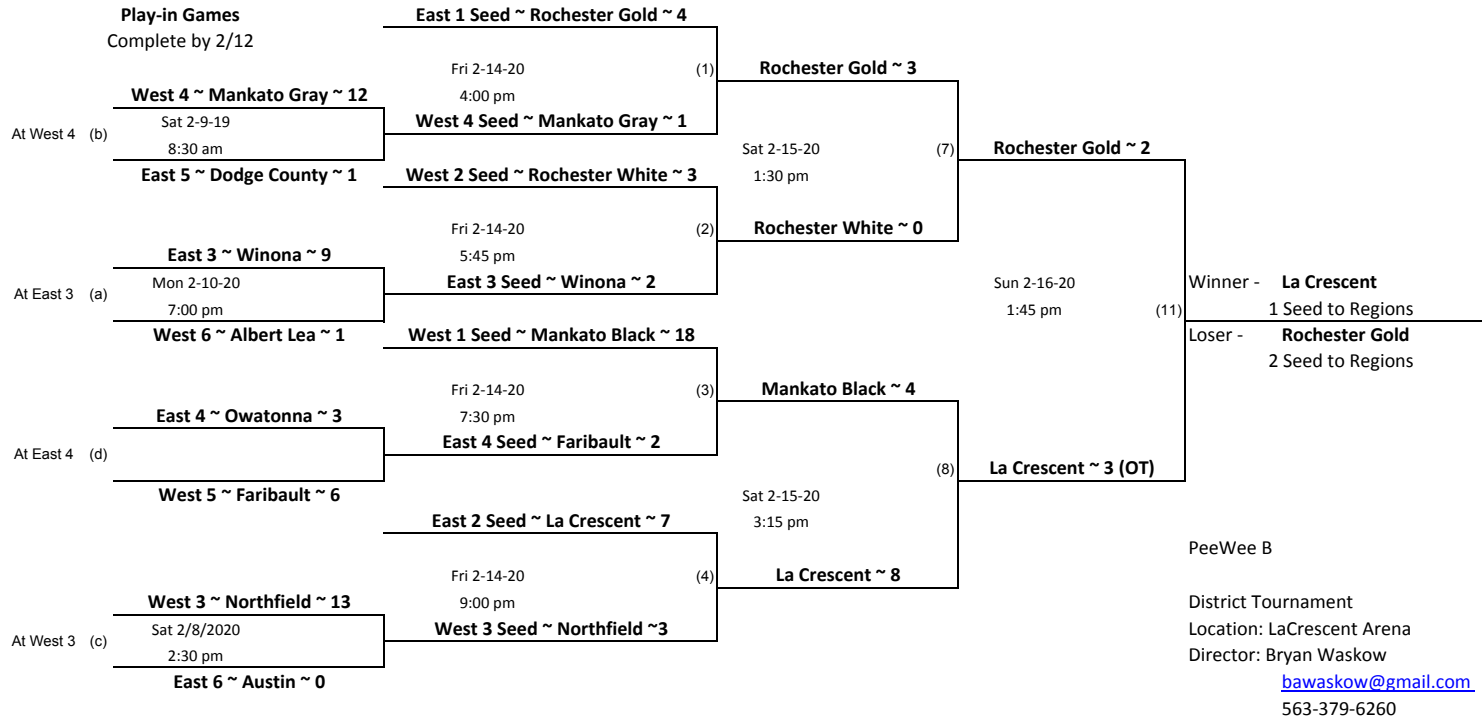 Play-in Games
Complete by 2/12
East 1 Seed ~ Rochester Gold ~ 4
Fri 2-14-20
4:00 pm
(1)
Rochester Gold ~ 3
West 4 ~ Mankato Gray ~ 12
At West 4 (b)
Sat 2-9-19
8:30 am
West 4 Seed ~ Mankato Gray ~ 1
East 5 ~ Dodge County ~ 1
Sat 2-15-20
1:30 pm
(7)
Rochester Gold ~ 2
West 2 Seed ~ Rochester White ~ 3
Fri 2-14-20
5:45 pm
(2)
Rochester White ~ 0
East 3 ~ Winona ~ 9
At East 3 (a)
Mon 2-10-20
7:00 pm
East 3 Seed ~ Winona ~ 2
West 6 ~ Albert Lea ~ 1
Sun 2-16-20
1:45 pm
(11)
Winner - La Crescent
1 Seed to Regions
Loser - Rochester Gold
2 Seed to Regions
West 1 Seed ~ Mankato Black ~ 18
Fri 2-14-20
7:30 pm
(3)
Mankato Black ~ 4
East 4 ~ Owatonna ~ 3
At East 4 (d)
East 4 Seed ~ Faribault ~ 2
West 5 ~ Faribault ~ 6
(8)
La Crescent ~ 3 (OT)
Sat 2-15-20
3:15 pm
East 2 Seed ~ La Crescent ~ 7
Fri 2-14-20
9:00 pm
(4)
La Crescent ~ 8
West 3 ~ Northfield ~ 13
At West 3 (c)
Sat 2/8/2020
2:30 pm
West 3 Seed ~ Northfield ~3
East 6 ~ Austin ~ 0
PeeWee B
District Tournament
Location: LaCrescent Arena
Director: Bryan Waskow
bawaskow@gmail.com
563-379-6260